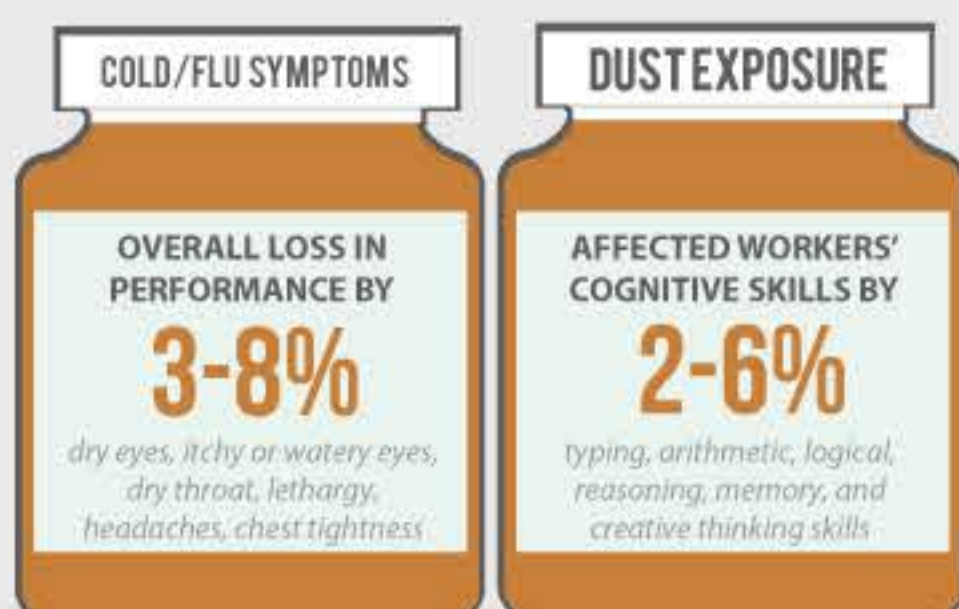 COLD/FLU SYMPTOMS
OVERALL LOSS IN
PERFORMANCE BY
3-8%
dry eyes, itchy or watery eyes,
dry throat, lethargy,
headaches, chest tightness
DUST EXPOSURE
AFFECTED WORKERS'
COGNITIVE SKILLS BY
2-6%
typing, arithmetic, logical,
reasoning, memory, and
creative thinking skills